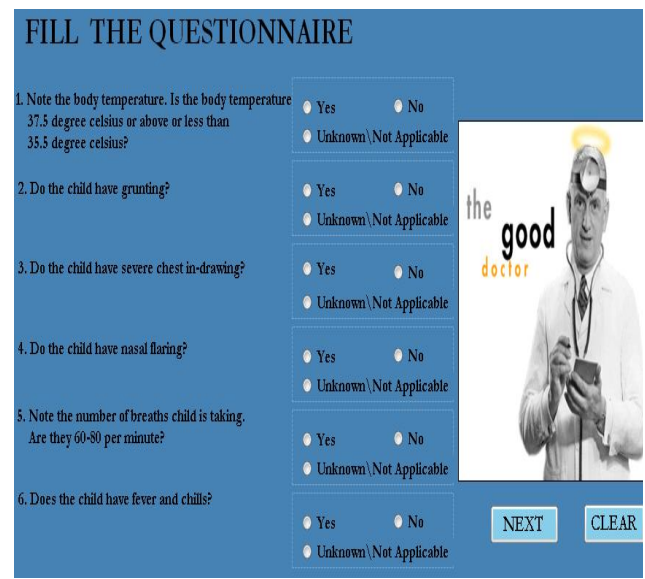 FILL THE QUESTIONNAIRE
1. Note the body temperature. Is the body temperature
37.5 degree celsius or above or less than
35.5 degree celsius?
Yes No
Unknown\Not Applicable
2. Do the child have grunting?
Yes No
Unknown\Not Applicable
3. Do the child have severe chest in-drawing?
Yes No
Unknown\Not Applicable
4. Do the child have nasal flaring?
Yes No
Unknown\Not Applicable
5. Note the number of breaths child is taking.
Are they 60-80 per minute?
Yes No
Unknown\Not Applicable
6. Does the child have fever and chills?
Yes No
Unknown\Not Applicable
the
good
doctor
NEXT CLEAR